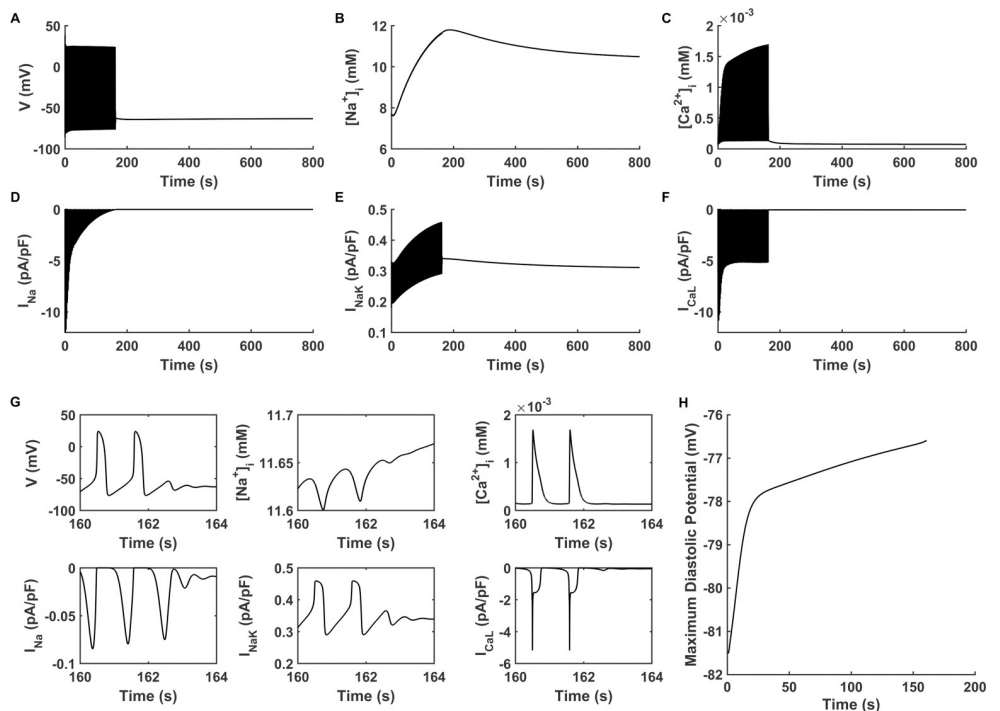 A
V (mV)
50
0
-50
-100
0 200 400 600 800
Time (s)
B
[Na+]i (mM)
12
10
8
6
0 200 400 600 800
Time (s)
C
×10-3
[Ca2+]i (mM)
2
1.5
1
0.5
0
0 200 400 600 800
Time (s)
D
INa (pA/pF)
0
-5
-10
0 200 400 600 800
Time (s)
E
INaK (pA/pF)
0.5
0.4
0.3
0.2
0.1
0 200 400 600 800
Time (s)
F
ICaL (pA/pF)
0
-5
-10
0 200 400 600 800
Time (s)
G
V (mV)
50
0
-50
-100
160 162 164
Time (s)
[Na+]i (mM)
11.7
11.65
11.6
160 162 164
Time (s)
×10-3
[Ca2+]i (mM)
2
1
0
160 162 164
Time (s)
INa (pA/pF)
0
-0.05
-0.1
160 162 164
Time (s)
INaK (pA/pF)
0.5
0.4
0.3
0.2
160 162 164
Time (s)
ICaL (pA/pF)
0
-2
-4
-6
160 162 164
Time (s)
H
Maximum Diastolic Potential (mV)
-76
-77
-78
-79
-80
-81
-82
0 50 100 150 200
Time (s)